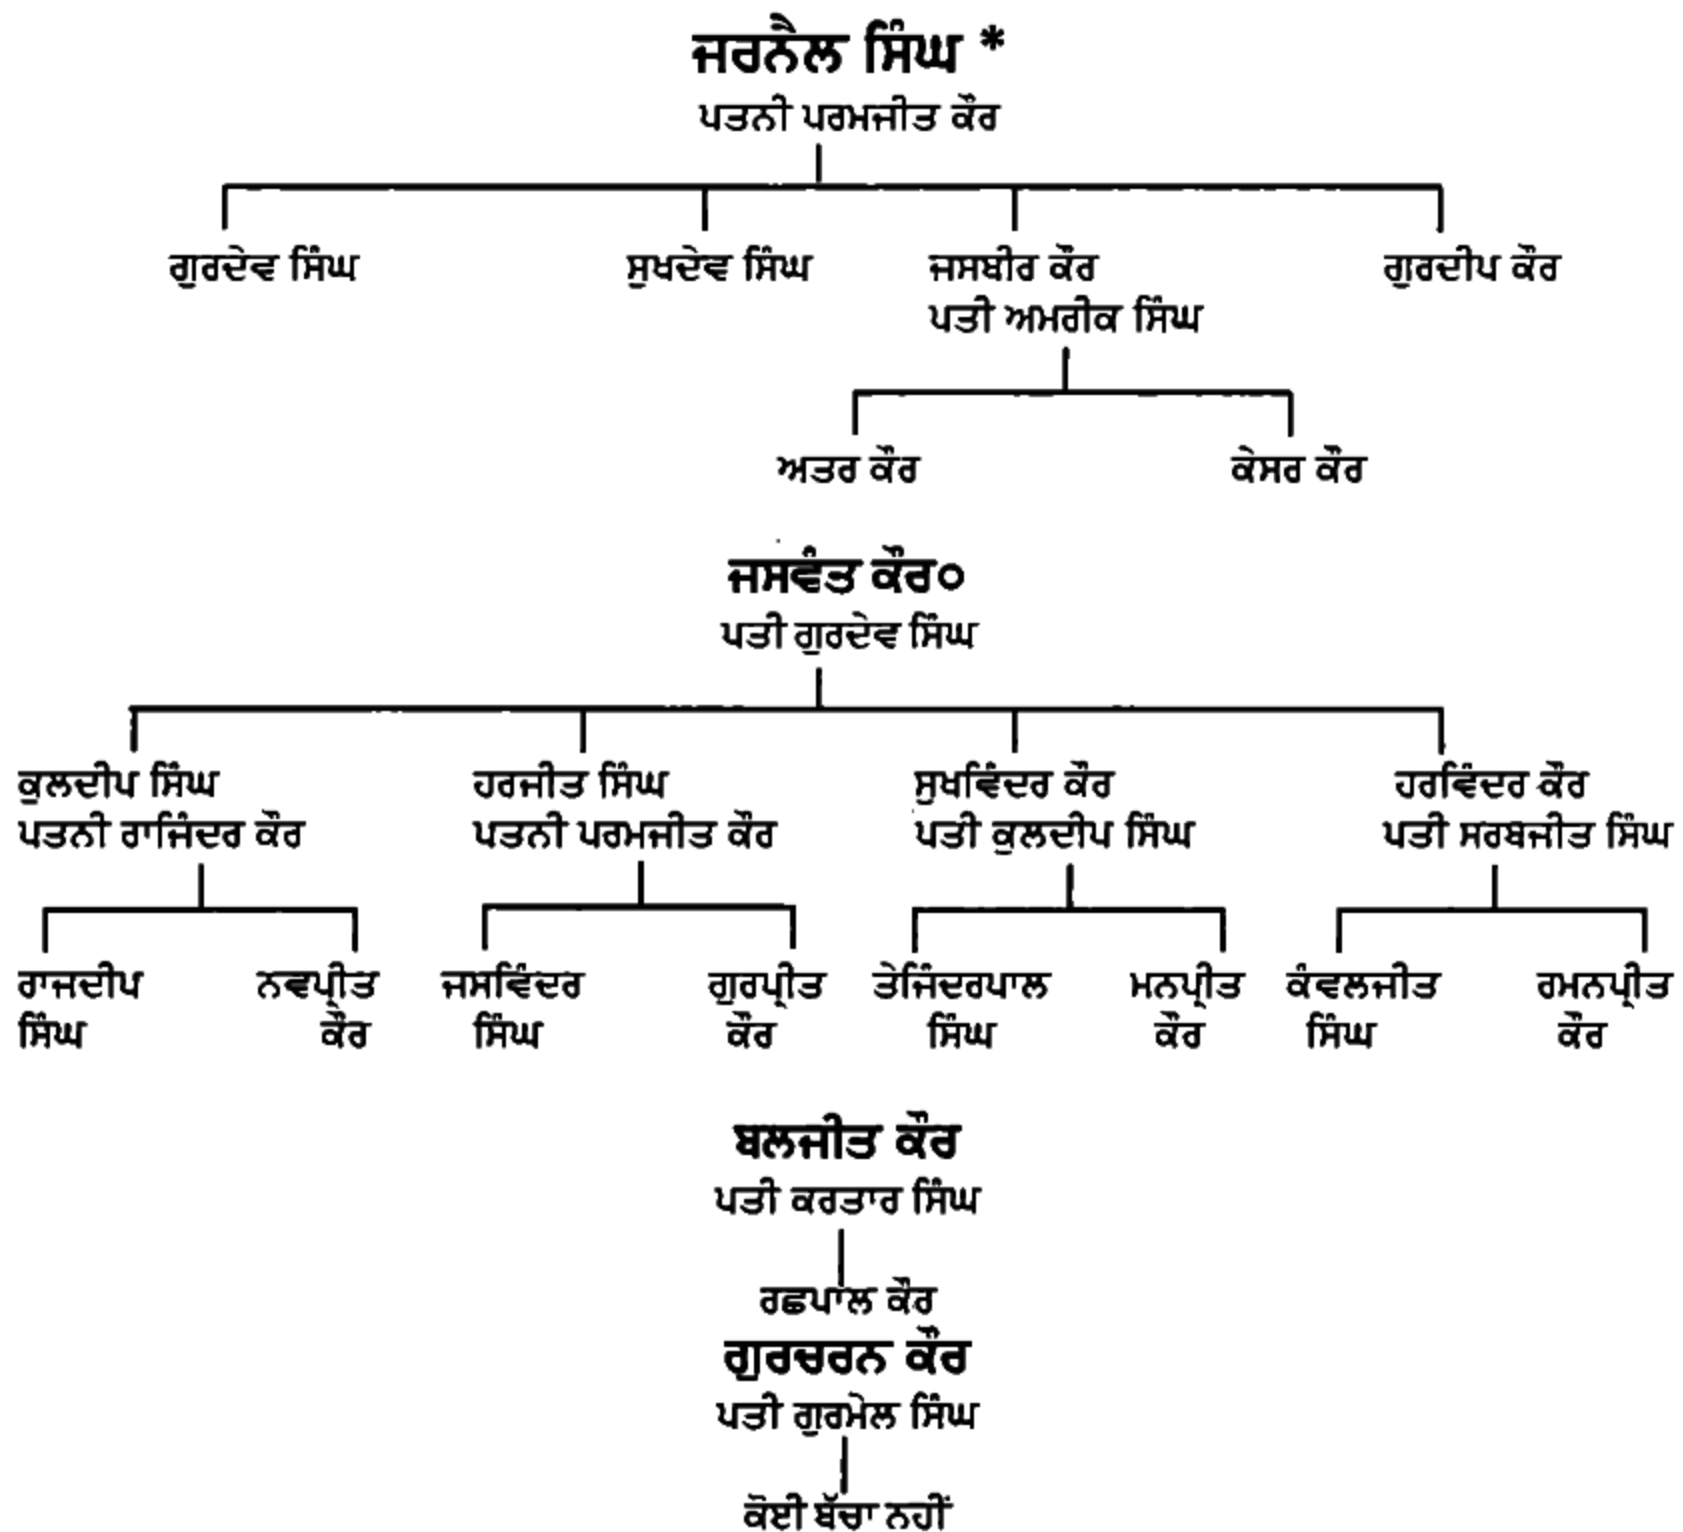 ਜਰਨੈਲ ਸਿੰਘ *
ਪਤਨੀ ਪਰਮਜੀਤ ਕੌਰ
ਗੁਰਦੇਵ ਸਿੰਘ ਸੁਖਦੇਵ ਸਿੰਘ ਜਸਬੀਰ ਕੌਰ ਗੁਰਦੀਪ ਕੌਰ
ਪਤੀ ਅਮਰੀਕ ਸਿੰਘ
ਅਤਰ ਕੌਰ ਕੇਸਰ ਕੌਰ
ਜਸਵੰਤ ਕੌਰ੦
ਪਤੀ ਗੁਰਦੇਵ ਸਿੰਘ
ਕੁਲਦੀਪ ਸਿੰਘ ਹਰਜੀਤ ਸਿੰਘ ਸੁਖਵਿੰਦਰ ਕੌਰ ਹਰਵਿੰਦਰ ਕੌਰ
ਪਤਨੀ ਰਾਜਿੰਦਰ ਕੌਰ ਪਤਨੀ ਪਰਮਜੀਤ ਕੌਰ ਪਤੀ ਕੁਲਦੀਪ ਸਿੰਘ ਪਤੀ ਸਰਬਜੀਤ ਸਿੰਘ
ਰਾਜਦੀਪ ਨਵਪ੍ਰੀਤ ਜਸਵਿੰਦਰ ਗੁਰਪ੍ਰੀਤ ਤੇਜਿੰਦਰਪਾਲ ਮਨਪ੍ਰੀਤ ਕੰਵਲਜੀਤ ਰਮਨਪ੍ਰੀਤ
ਸਿੰਘ ਕੌਰ ਸਿੰਘ ਕੌਰ ਸਿੰਘ ਕੌਰ ਸਿੰਘ ਕੌਰ
ਬਲਜੀਤ ਕੌਰ
ਪਤੀ ਕਰਤਾਰ ਸਿੰਘ
ਰਛਪਾਲ ਕੌਰ
ਗੁਰਚਰਨ ਕੌਰ
ਪਤੀ ਗੁਰਮੇਲ ਸਿੰਘ
ਕੋਈ ਬੱਚਾ ਨਹੀਂ